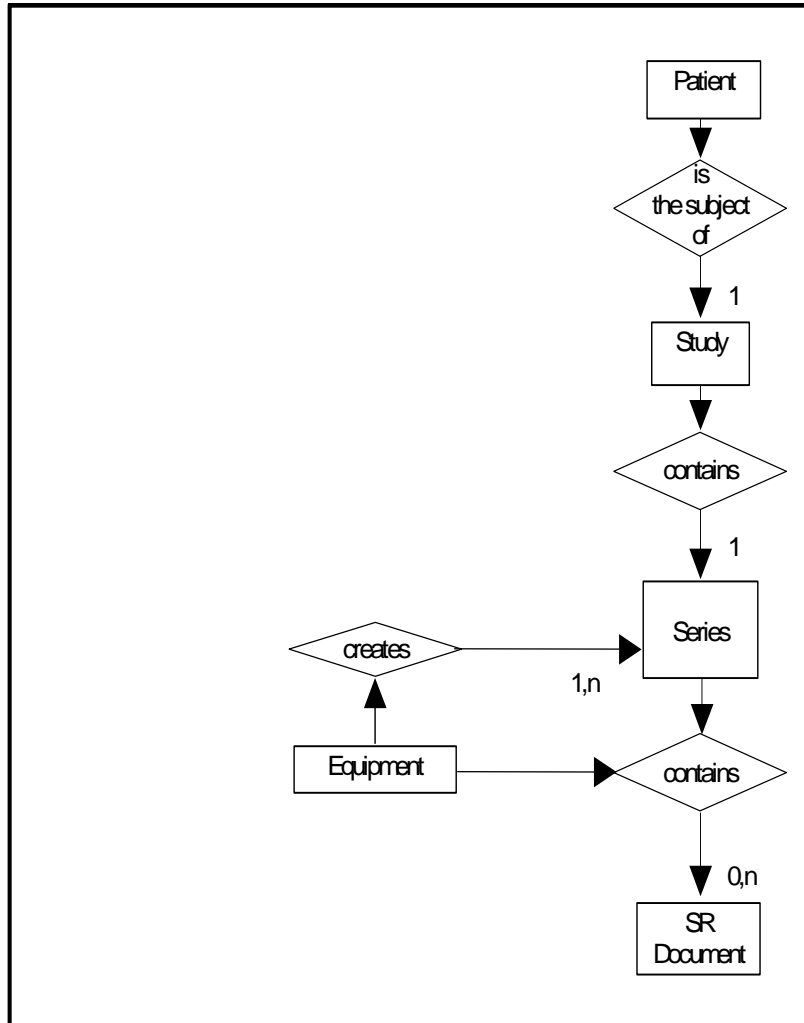 Patient
is
the subject
of
1
Study
contains
1
Series
creates
1,n
Equipment
contains
0,n
SR
Document